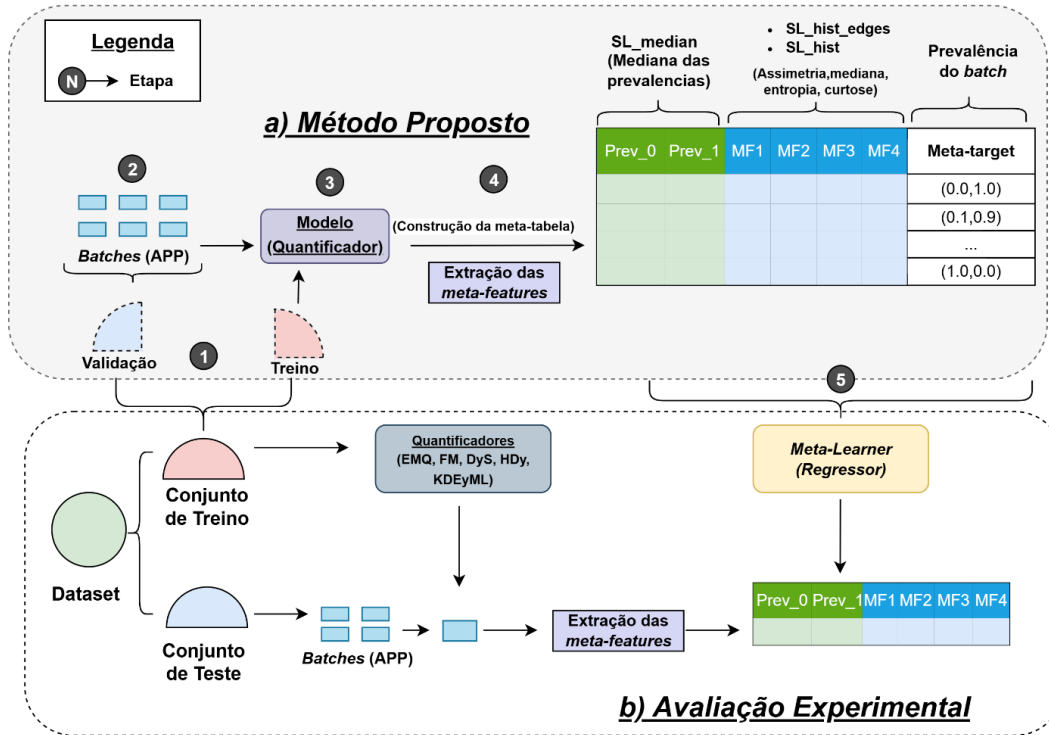 Legenda
N
Etapa
a) Método Proposto
SL_median
(Mediana das
prevalencias)
SL_hist_edges
SL_hist
(Assimetria,mediana,
entropia, curtose)
Prevalência
do batch
Prev_0
Prev_1
MF1
MF2
MF3
MF4
Meta-target
(0.0,1.0)
(0.1,0.9)
...
(1.0,0.0)
2
Batches (APP)
3
Modelo
(Quantificador)
4
(Construção da meta-tabela)
Extração das
meta-features
Validação
1
Treino
5
Conjunto
de Treino
Quantificadores
(EMQ, FM, DyS, HDy,
KDEyML)
Meta-Learner
(Regressor)
Dataset
Conjunto
de Teste
Batches (APP)
Extração das
meta-features
Prev_0
Prev_1
MF1
MF2
MF3
MF4
b) Avaliação Experimental